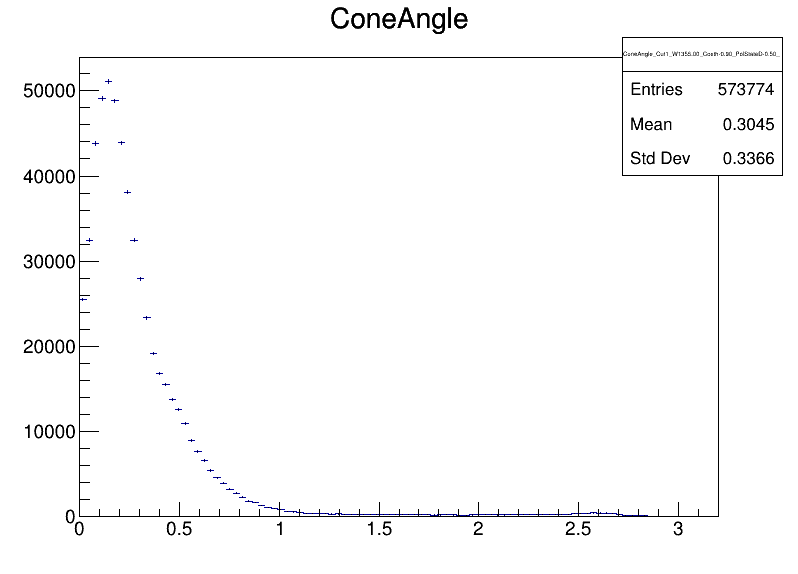 ConeAngle
ConeAngle_Cut1_W1355.00_Costh-0.90_PolStateD-0.50_
Entries 573774
Mean 0.3045
Std Dev 0.3366
50000
40000
30000
20000
10000
0
0 0.5 1 1.5 2 2.5 3